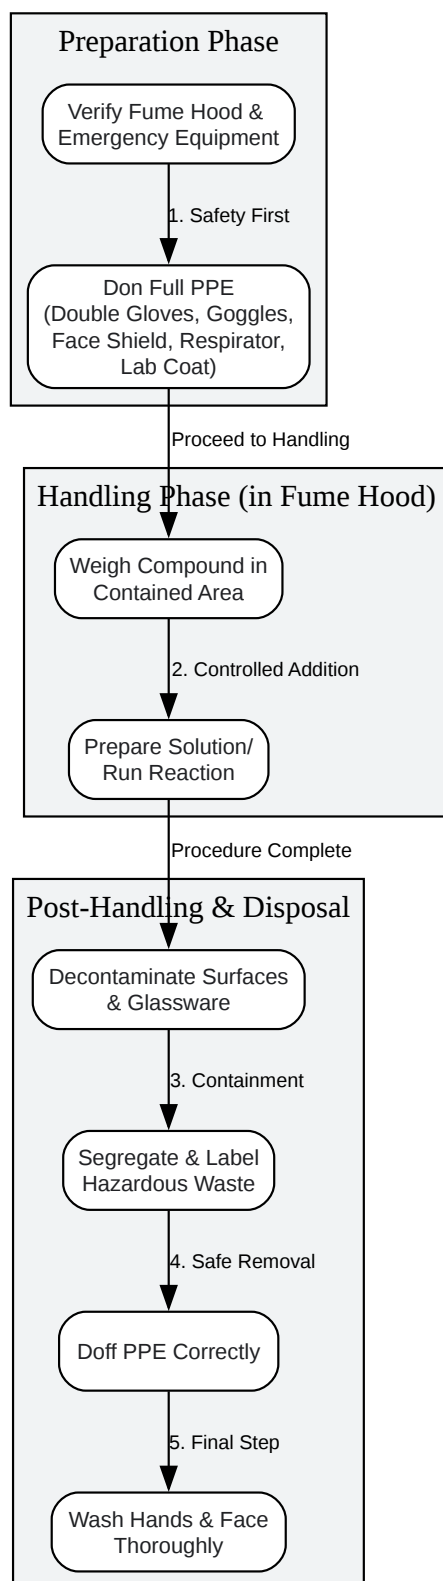 Preparation Phase
Verify Fume Hood &
Emergency Equipment
1. Safety First
Don Full PPE
(Double Gloves, Goggles,
Face Shield, Respirator,
Lab Coat)
Proceed to Handling
Handling Phase (in Fume Hood)
Weigh Compound in
Contained Area
2. Controlled Addition
Prepare Solution/
Run Reaction
Procedure Complete
Post-Handling & Disposal
Decontaminate Surfaces
& Glassware
3. Containment
Segregate & Label
Hazardous Waste
4. Safe Removal
Doff PPE Correctly
5. Final Step
Wash Hands & Face
Thoroughly